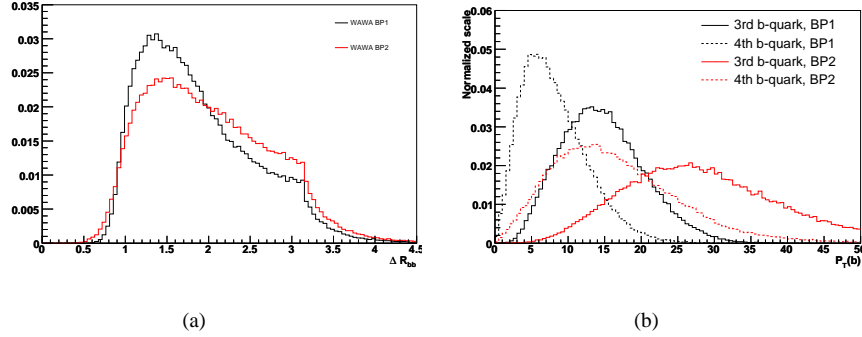 WAWA BP1
WAWA BP2
0.035
0.03
0.025
0.02
0.015
0.01
0.005
0
0 0.5 1 1.5 2 2.5 3 3.5 4 4.5
Δ R_bb
(a)
Normalized scale
3rd b-quark, BP1
4th b-quark, BP1
3rd b-quark, BP2
4th b-quark, BP2
0.06
0.05
0.04
0.03
0.02
0.01
0.00
0 5 10 15 20 25 30 35 40 45 50
P_T(b)
(b)